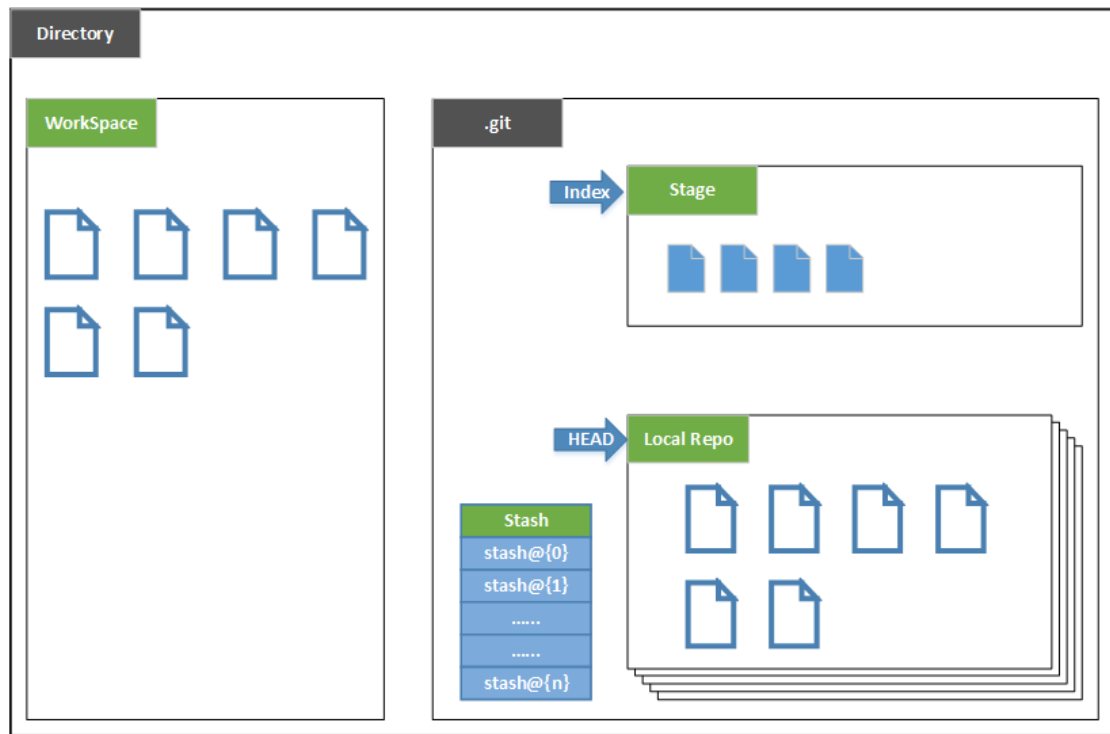 Directory
WorkSpace
.git
Index
Stage
HEAD
Local Repo
Stash
stash@{0}
stash@{1}
......
......
stash@{n}